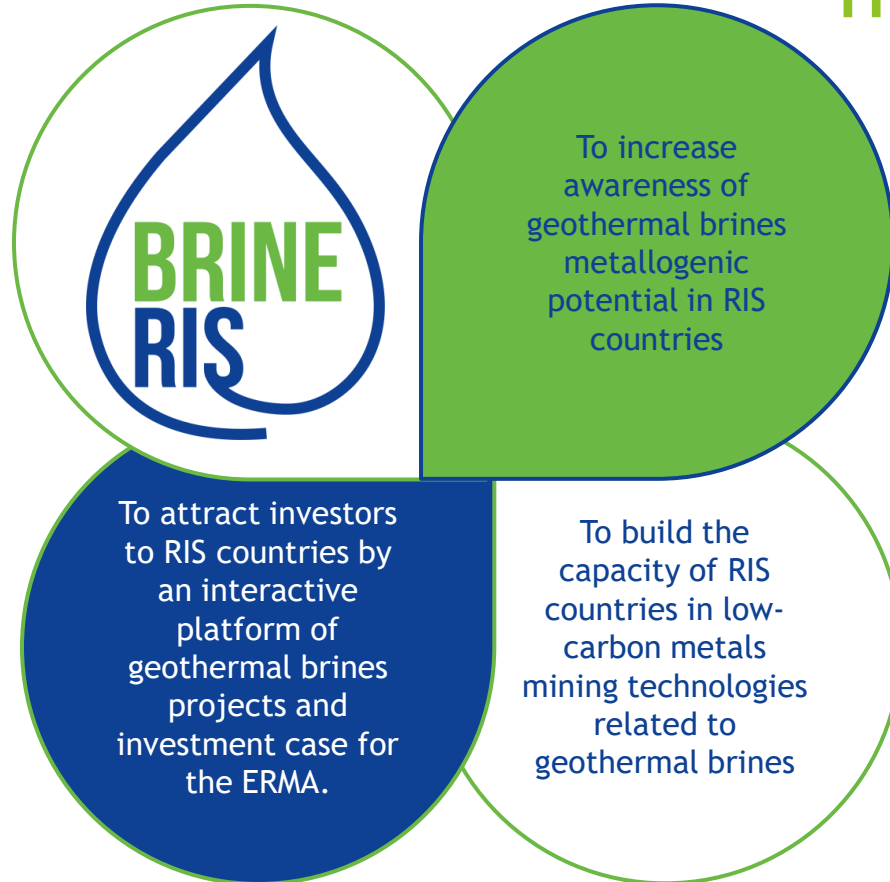 BRINE
RIS
To increase
awareness of
geothermal brines
metallogenic
potential in RIS
countries
To attract investors
to RIS countries by
an interactive
platform of
geothermal brines
projects and
investment case for
the ERMA.
To build the
capacity of RIS
countries in low-
carbon metals
mining technologies
related to
geothermal brines